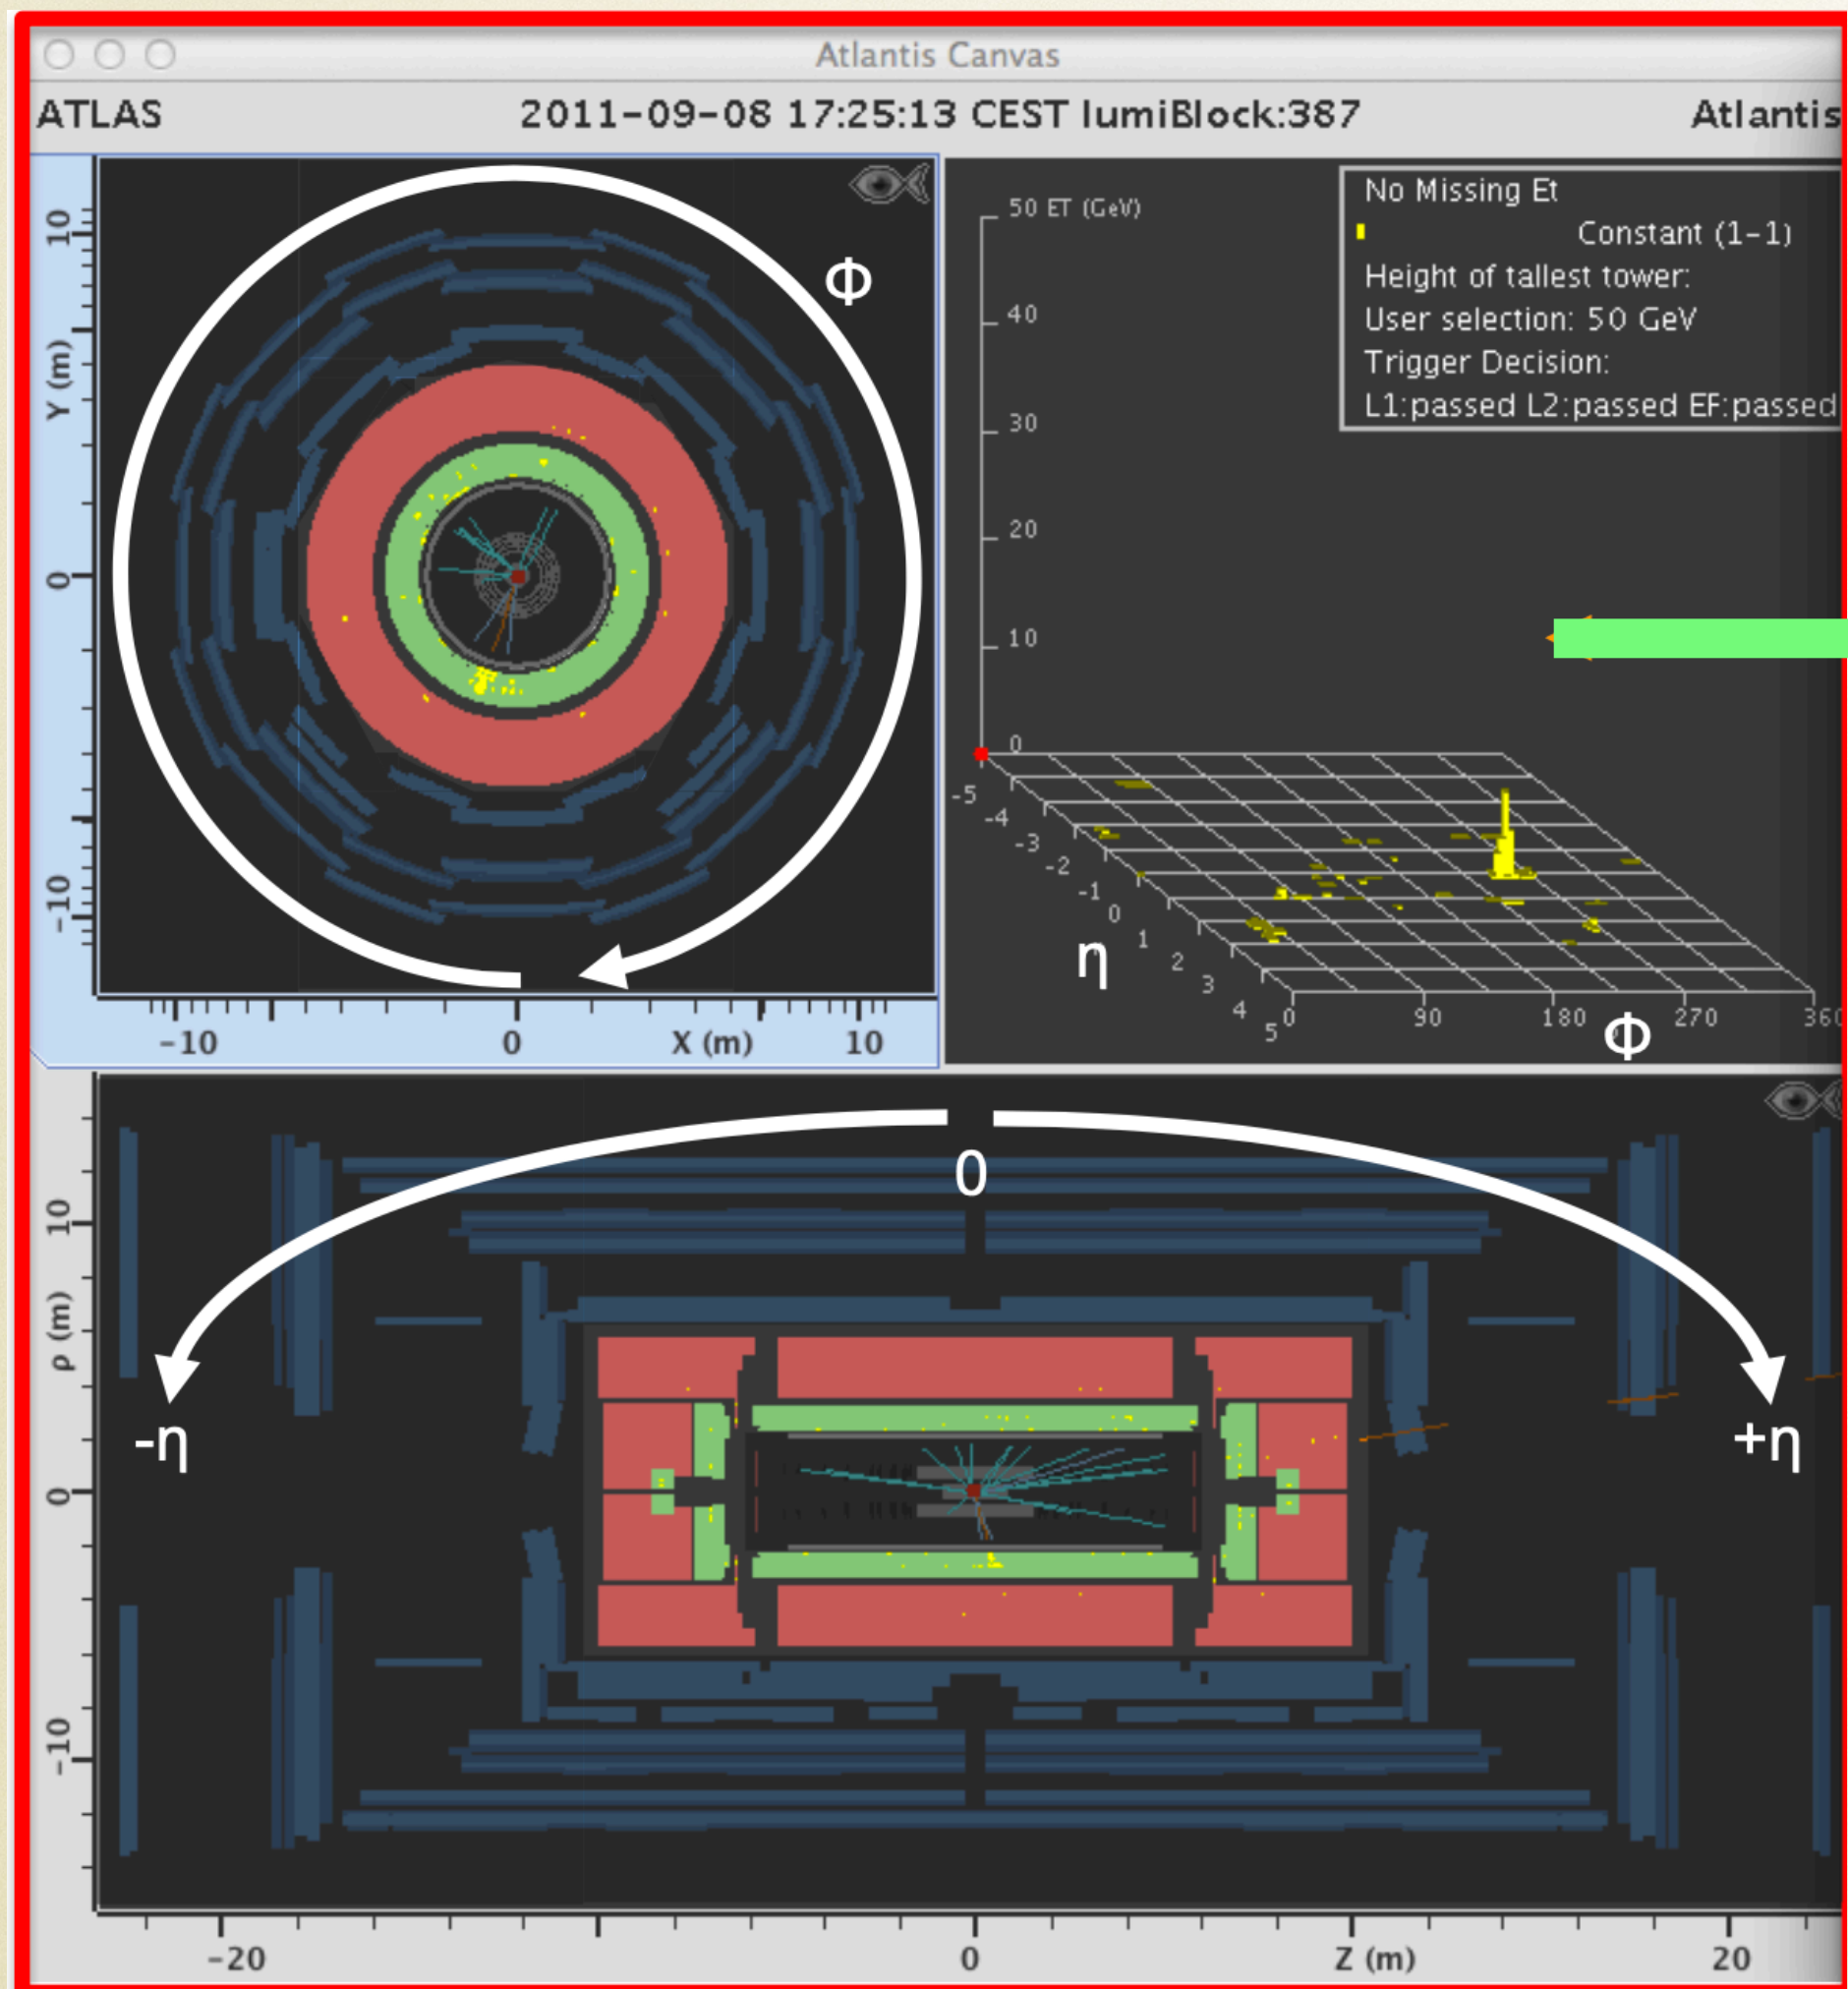 Atlantis Canvas
ATLAS 2011-09-08 17:25:13 CEST lumiBlock:387 Atlantis
10
Y (m)
0
-10
Φ
-10 0 X (m) 10
50 ET (GeV)
40
30
20
10
0
No Missing Et
Constant (1-1)
Height of tallest tower:
User selection: 50 GeV
Trigger Decision:
L1:passed L2:passed EF:passed
-5
-4
-3
-2
-1
0
1
2
3
4
5
η
0 90 180 270 360
Φ
10
ρ (m)
0
-10
0
-η
+η
-20 0 Z (m) 20